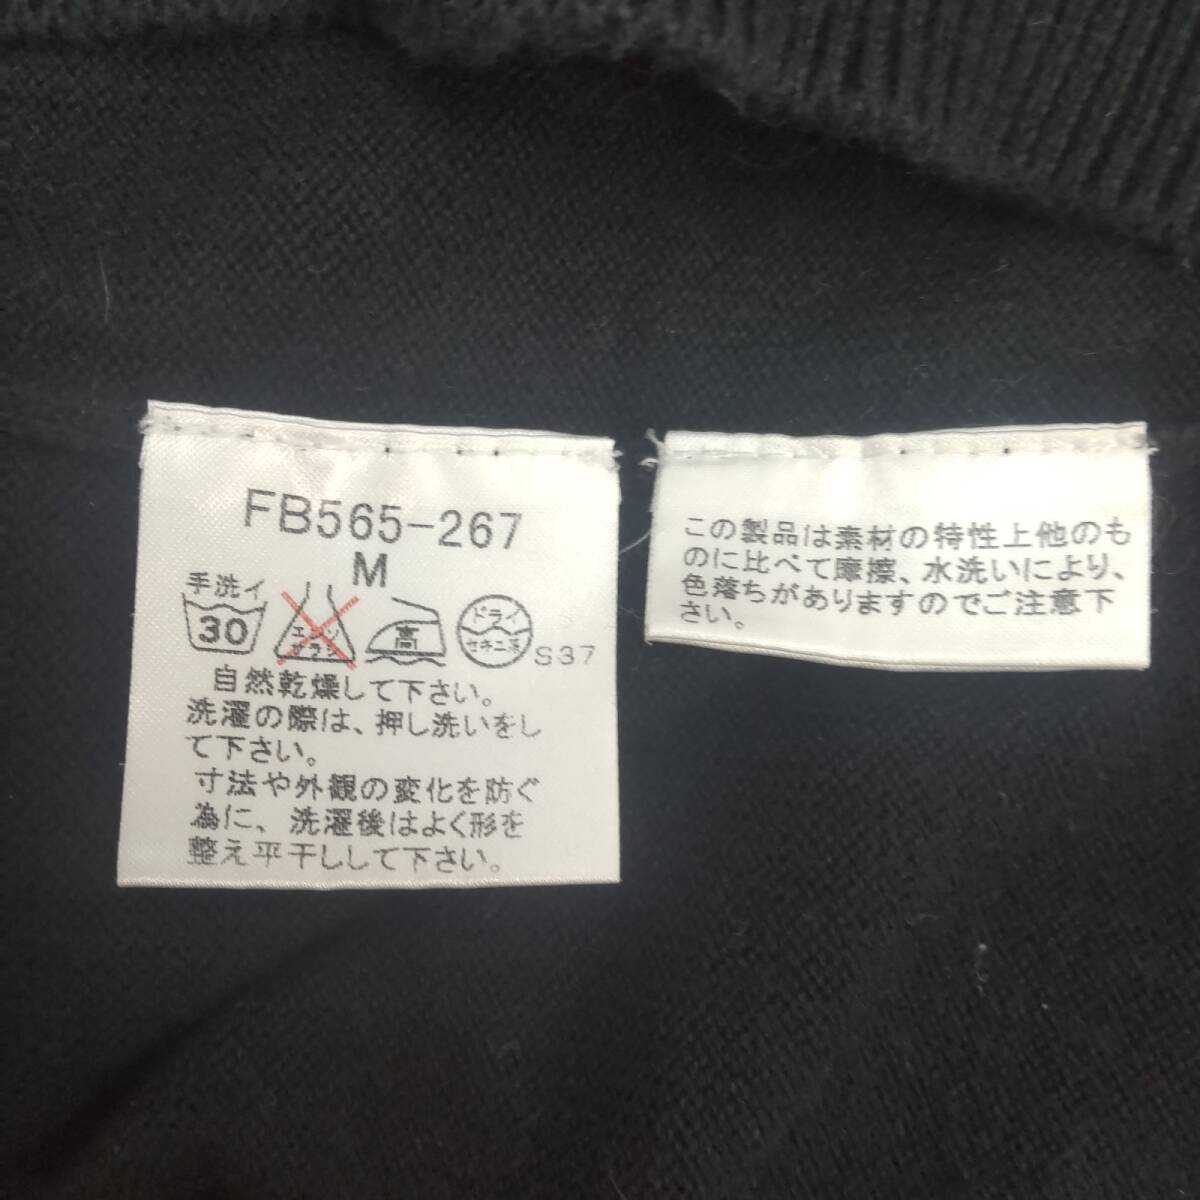 FB565-267
M
手洗イ
30
エンソ
サラシ
高
ドライ
セキユ系
S37
自然乾燥して下さい。
洗濯の際は、押し洗いをし
て下さい。
寸法や外観の変化を防ぐ
為に、洗濯後はよく形を
整え平干しして下さい。
この製品は素材の特性上他のも
のに比べて摩擦、水洗いにより、
色落ちがありますのでご注意下
さい。